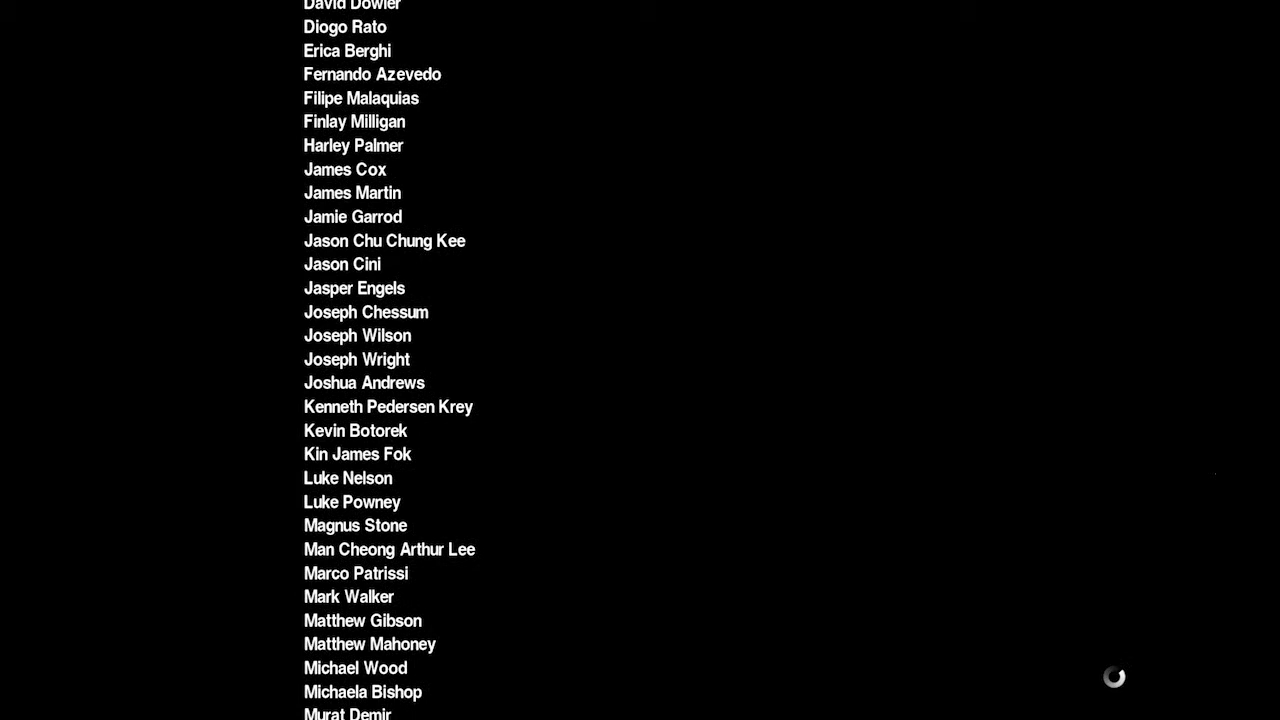 David Dowler
Diogo Rato
Erica Berghi
Fernando Azevedo
Filipe Malaquias
Finlay Milligan
Harley Palmer
James Cox
James Martin
Jamie Garrod
Jason Chu Chung Kee
Jason Cini
Jasper Engels
Joseph Chessum
Joseph Wilson
Joseph Wright
Joshua Andrews
Kenneth Pedersen Krey
Kevin Botorek
Kin James Fok
Luke Nelson
Luke Powney
Magnus Stone
Man Cheong Arthur Lee
Marco Patrissi
Mark Walker
Matthew Gibson
Matthew Mahoney
Michael Wood
Michaela Bishop
Murat Demir